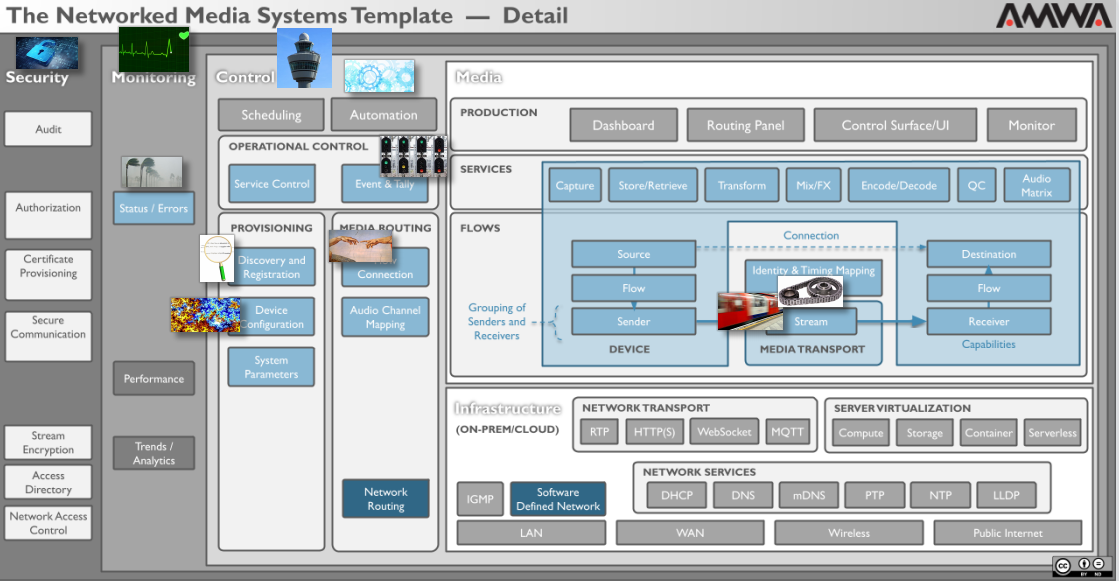 The Networked Media Systems Template — Detail
AMWA
Security
Audit
Authorization
Certificate
Provisioning
Secure
Communication
Stream
Encryption
Access
Directory
Network Access
Control
Monitoring
Status / Errors
Performance
Trends /
Analytics
Control
Scheduling
Automation
OPERATIONAL CONTROL
Service Control
Event & Tally
PROVISIONING
Discovery and
Registration
Device
Configuration
System
Parameters
MEDIA ROUTING
Connection
Audio Channel
Mapping
Network
Routing
Media
PRODUCTION
Dashboard
Routing Panel
Control Surface/UI
Monitor
SERVICES
Capture
Store/Retrieve
Transform
Mix/FX
Encode/Decode
QC
Audio
Matrix
FLOWS
Grouping of
Senders and
Receivers
Source
Flow
Sender
DEVICE
Connection
Identity & Timing Mapping
Stream
MEDIA TRANSPORT
Destination
Flow
Receiver
Capabilities
Infrastructure
(ON-PREM/CLOUD)
NETWORK TRANSPORT
RTP
HTTP(S)
WebSocket
MQTT
SERVER VIRTUALIZATION
Compute
Storage
Container
Serverless
IGMP
Software
Defined Network
NETWORK SERVICES
DHCP
DNS
mDNS
PTP
NTP
LLDP
LAN
WAN
Wireless
Public Internet
CC
BY ND